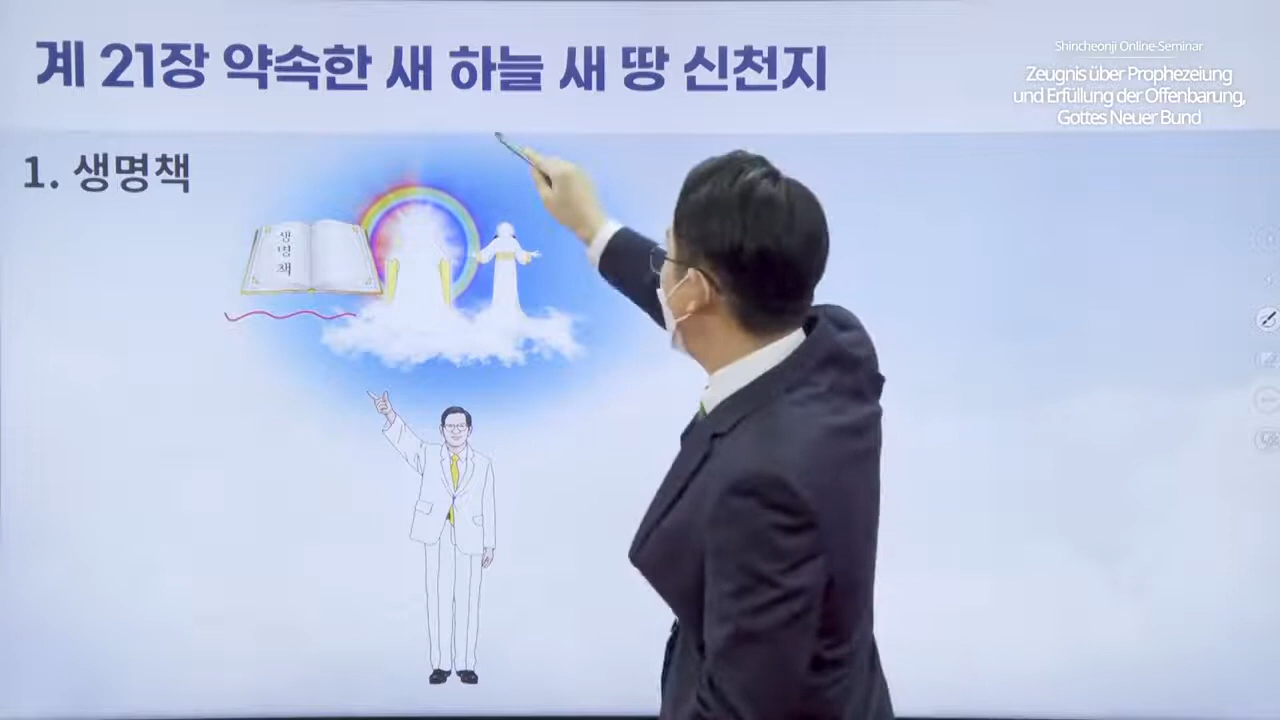 계 21장 약속한 새 하늘 새 땅 신천지
Shincheonji Online-Seminar
Zeugnis über Prophezeiung
und Erfüllung der Offenbarung,
Gottes Neuer Bund
1. 생명책
생
명
책